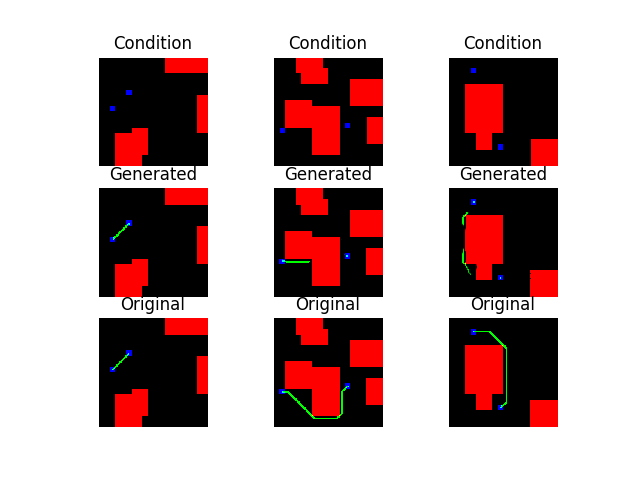 Condition Condition Condition
Generated Generated Generated
Original Original Original